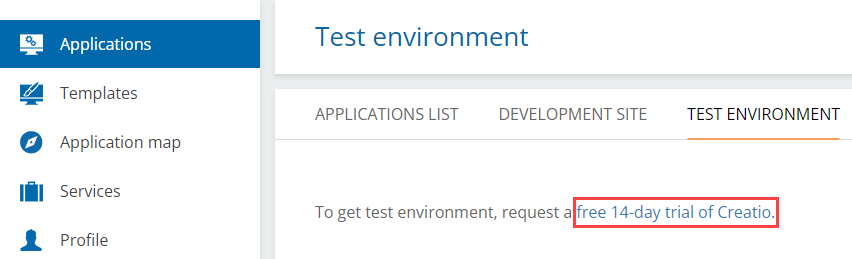 Applications
Templates
Application map
Services
Profile
Test environment
APPLICATIONS LIST DEVELOPMENT SITE TEST ENVIRONMENT
To get test environment, request a free 14-day trial of Creatio.